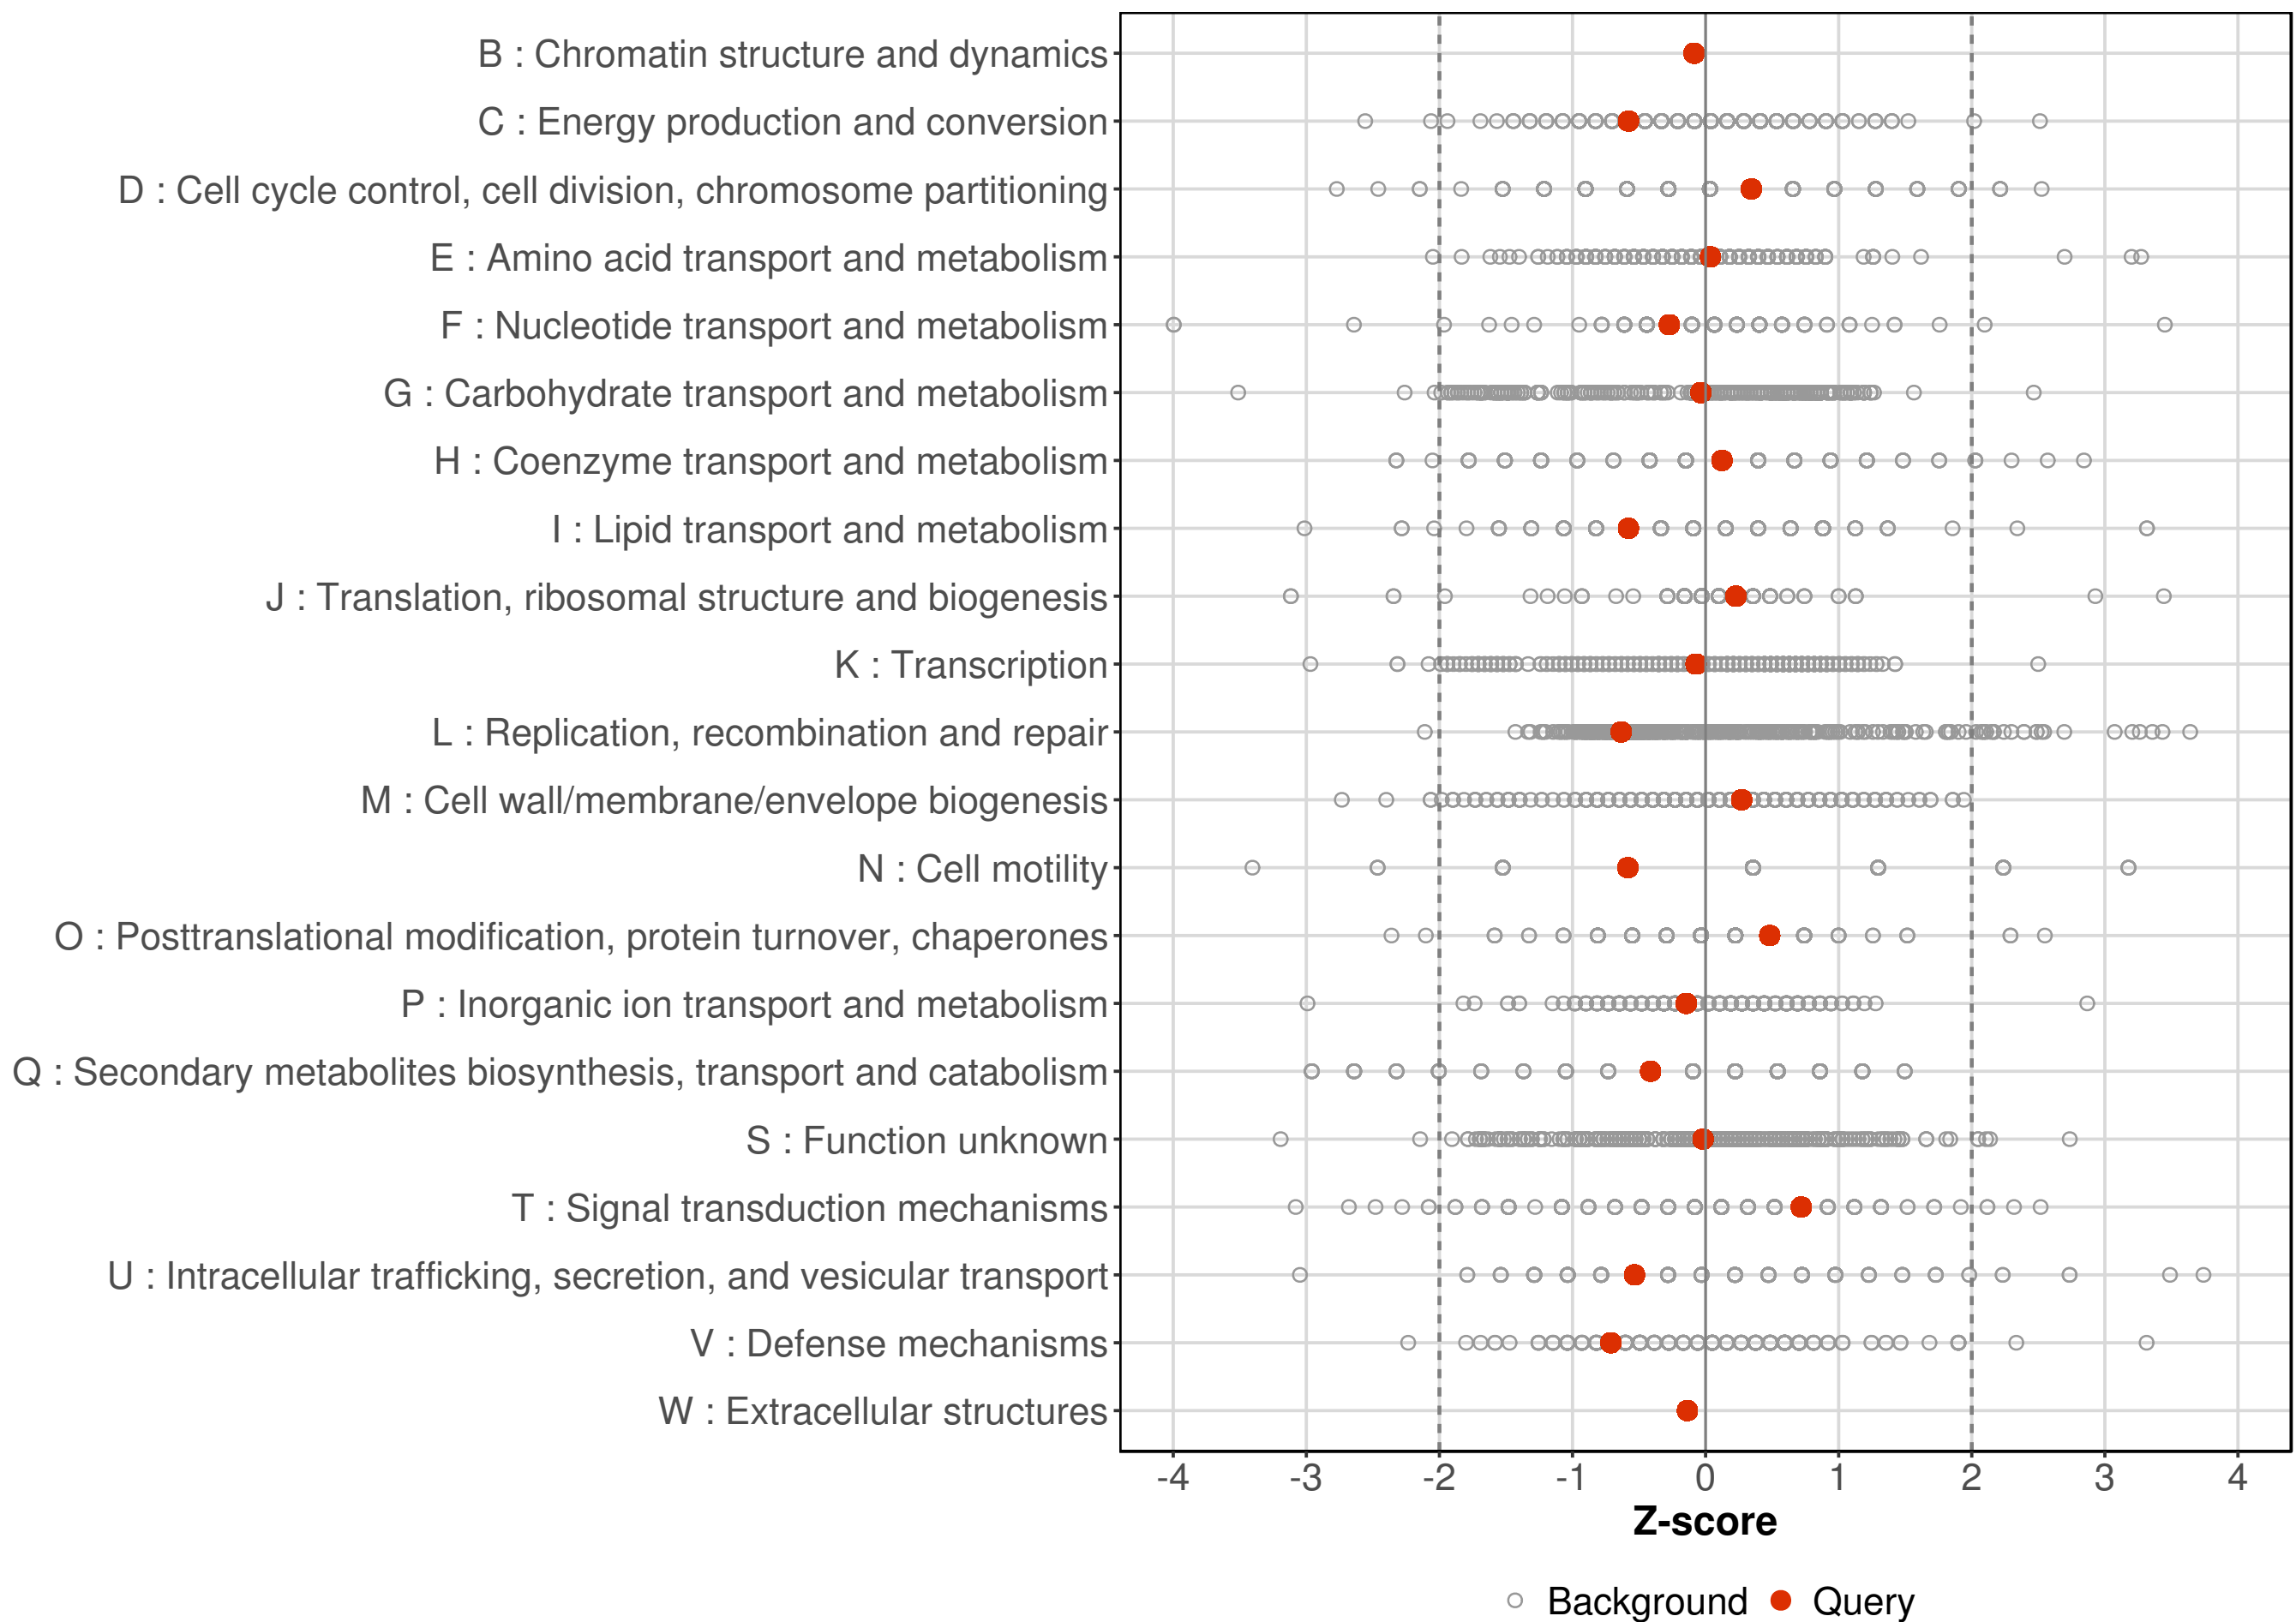 B : Chromatin structure and dynamics
C : Energy production and conversion
D : Cell cycle control, cell division, chromosome partitioning
E : Amino acid transport and metabolism
F : Nucleotide transport and metabolism
G : Carbohydrate transport and metabolism
H : Coenzyme transport and metabolism
I : Lipid transport and metabolism
J : Translation, ribosomal structure and biogenesis
K : Transcription
L : Replication, recombination and repair
M : Cell wall/membrane/envelope biogenesis
N : Cell motility
O : Posttranslational modification, protein turnover, chaperones
P : Inorganic ion transport and metabolism
Q : Secondary metabolites biosynthesis, transport and catabolism
S : Function unknown
T : Signal transduction mechanisms
U : Intracellular trafficking, secretion, and vesicular transport
V : Defense mechanisms
W : Extracellular structures
-4 -3 -2 -1 0 1 2 3 4
Z-score
Background Query